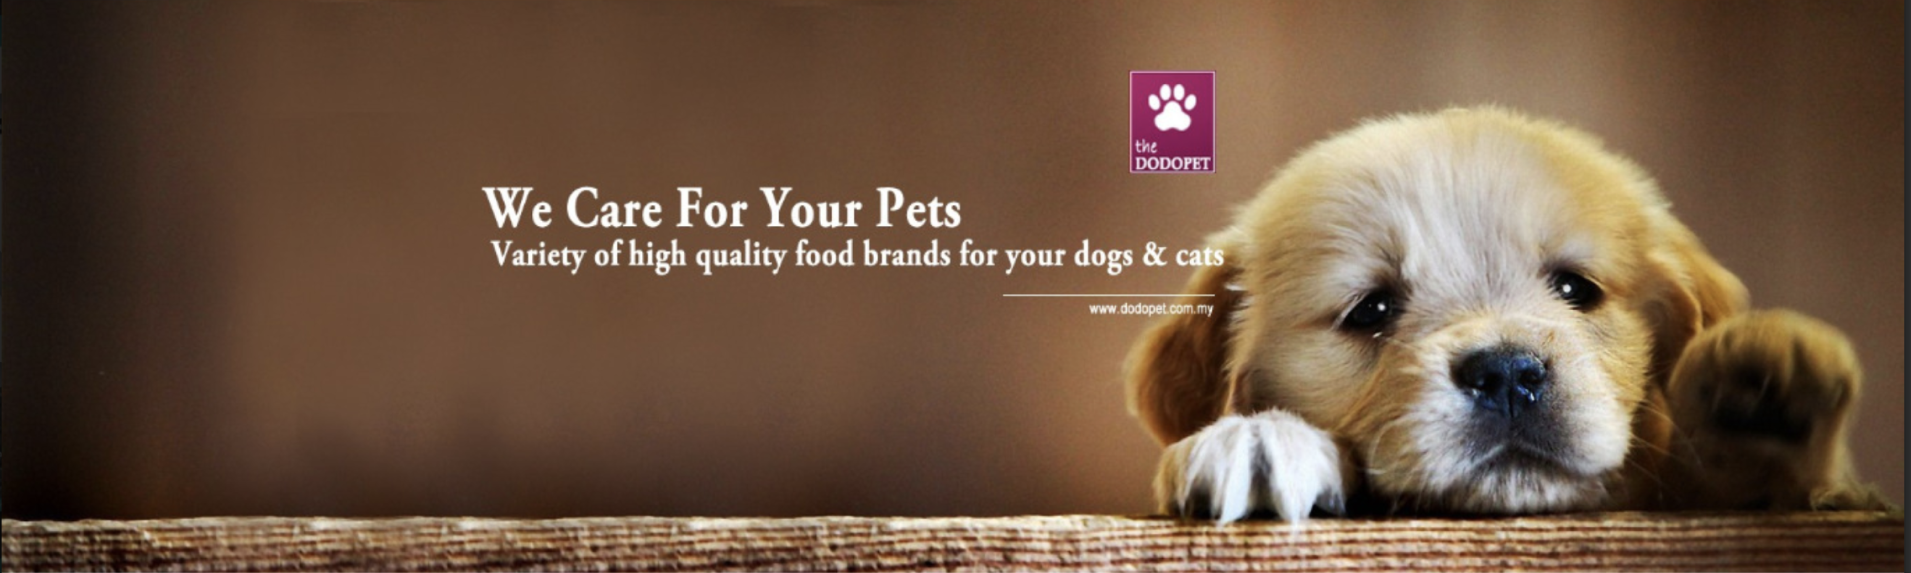 the
DODOPET
We Care For Your Pets
Variety of high quality food brands for your dogs & cats
www.dodopet.com.my